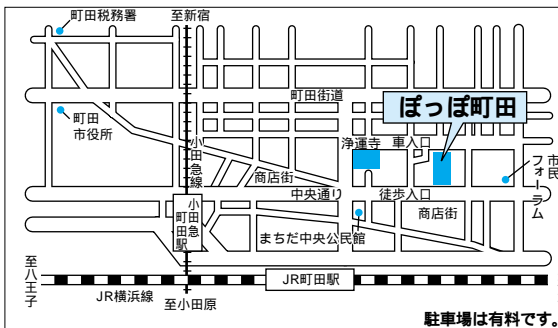 町田税務署
至新宿
町田街道
ぽっぽ町田
町田
市役所
小田急線
浄運寺
車入口
市民
フォーラム
商店街
中央通り
徒歩入口
商店街
小田急
町田駅
まちだ中央公民館
至八王子
JR町田駅
JR横浜線
至小田原
駐車場は有料です。